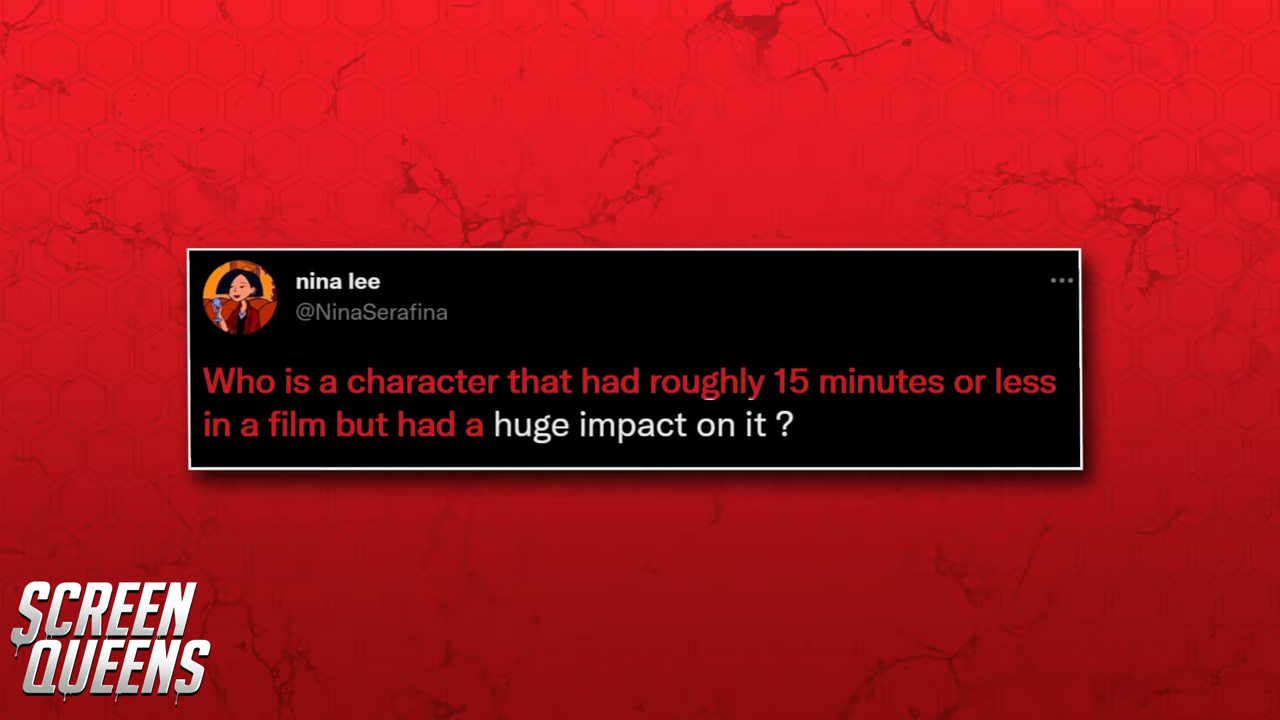 nina lee
@NinaSerafina
Who is a character that had roughly 15 minutes or less
in a film but had a huge impact on it ?
SCREEN
QUEENS